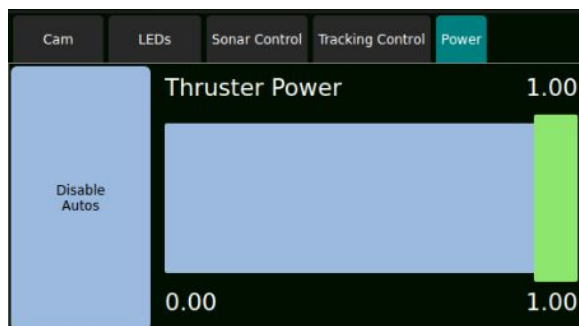 Cam LEDs Sonar Control Tracking Control Power
Thruster Power 1.00
Disable
Autos
0.00 1.00